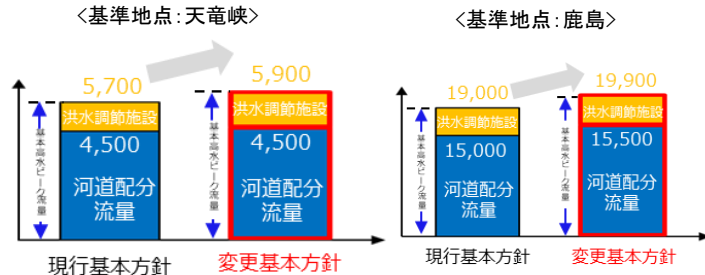 <基準地点:天竜峡>
5,700
5,900
洪水調節施設
洪水調節施設
4,500
4,500
河道配分
流量
河道配分
流量
基本高水ピーク流量
基本高水ピーク流量
現行基本方針
変更基本方針
<基準地点:鹿島>
19,000
19,900
洪水調節施設
洪水調節施設
15,000
15,500
河道配分
流量
河道配分
流量
基本高水ピーク流量
基本高水ピーク流量
現行基本方針
変更基本方針